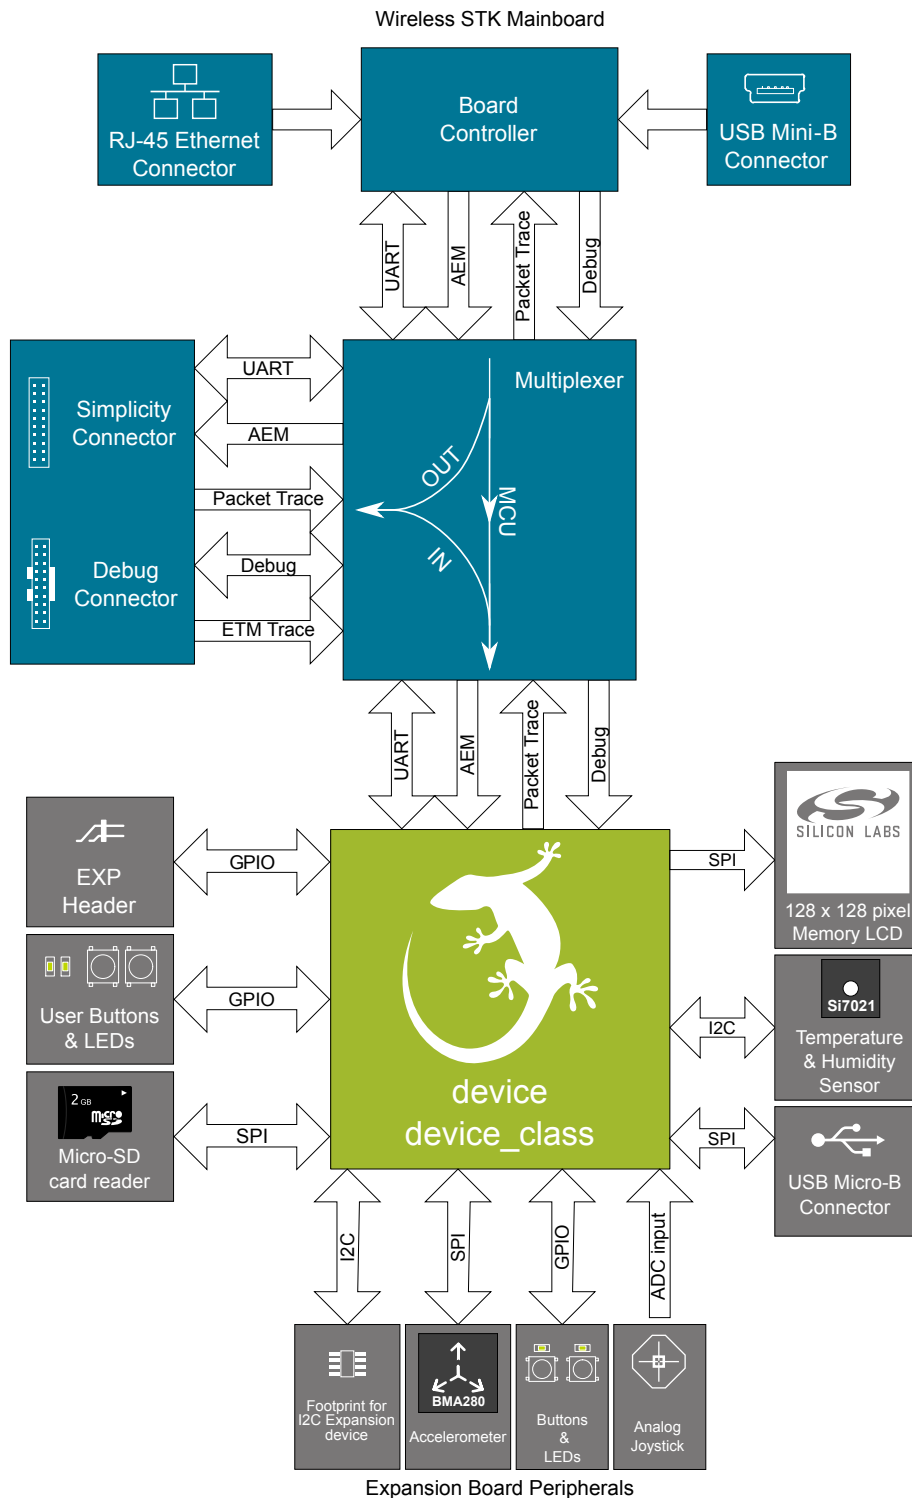 Wireless STK Mainboard
RJ-45 Ethernet
Connector
Board
Controller
USB Mini-B
Connector
UART
AEM
Packet Trace
Debug
Simplicity
Connector
Debug
Connector
UART
AEM
Packet Trace
Debug
ETM Trace
Multiplexer
OUT
MCU
IN
UART
AEM
Packet Trace
Debug
EXP
Header
GPIO
User Buttons
& LEDs
GPIO
2 GB
micro
SD
Micro-SD
card reader
SPI
device
device_class
SPI
SILICON LABS
128 x 128 pixel
Memory LCD
I2C
Si7021
Temperature
& Humidity
Sensor
SPI
USB Micro-B
Connector
I2C
SPI
GPIO
ADC input
Footprint for
I2C Expansion
device
BMA280
Accelerometer
Buttons
&
LEDs
Analog
Joystick
Expansion Board Peripherals